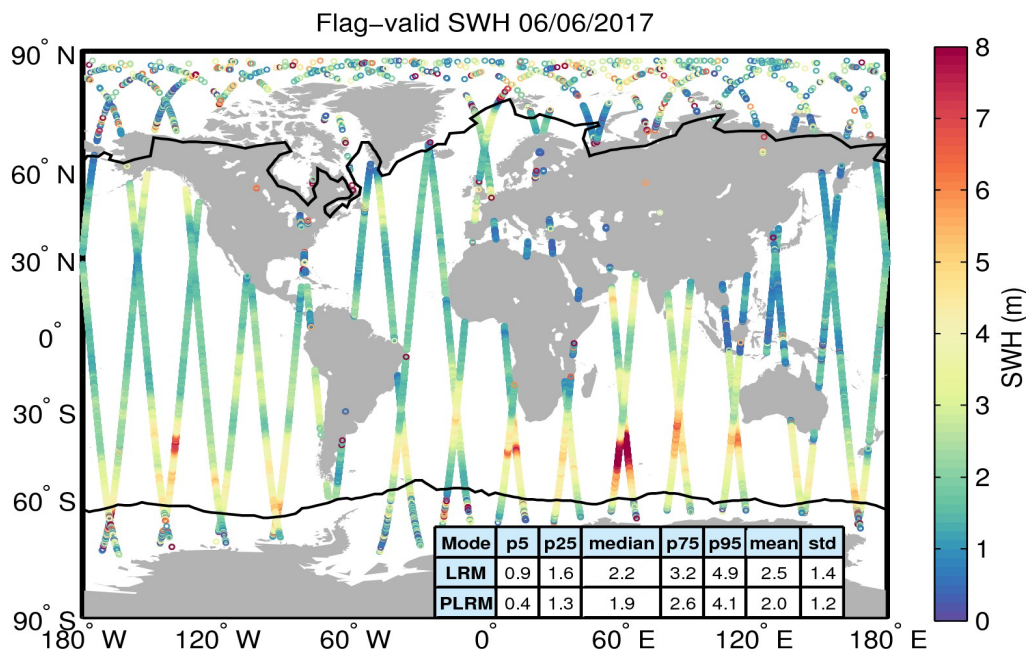 Flag−valid SWH 06/06/2017
90° N
60° N
30° N
0°
30° S
60° S
90° S
180° W
120° W
60° W
0°
60° E
120° E
180° E
Mode p5 p25 median p75 p95 mean std
LRM 0.9 1.6 2.2 3.2 4.9 2.5 1.4
PLRM 0.4 1.3 1.9 2.6 4.1 2.0 1.2
8
7
6
5
4
3
2
1
0
SWH (m)